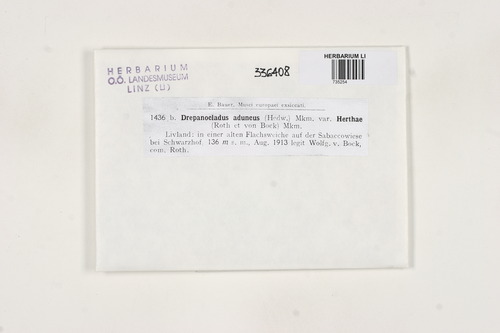 HERBARIUM
O.Ö. LANDESMUSEUM
LINZ (LI)
336408
HERBARIUM LI
E. Bauer, Musci europaei exsiccati.
1436 b. Drepanocladus aduncus (Hedw.) Mkm. var. Herthae
(Roth et von Bock) Mkm.
Livland: in einer alten Flachsweiche auf der Sabaccowiese
bei Schwarzhof. 136 m s. m., Aug. 1913 legit Wolfg. v. Bock,
com. Roth.